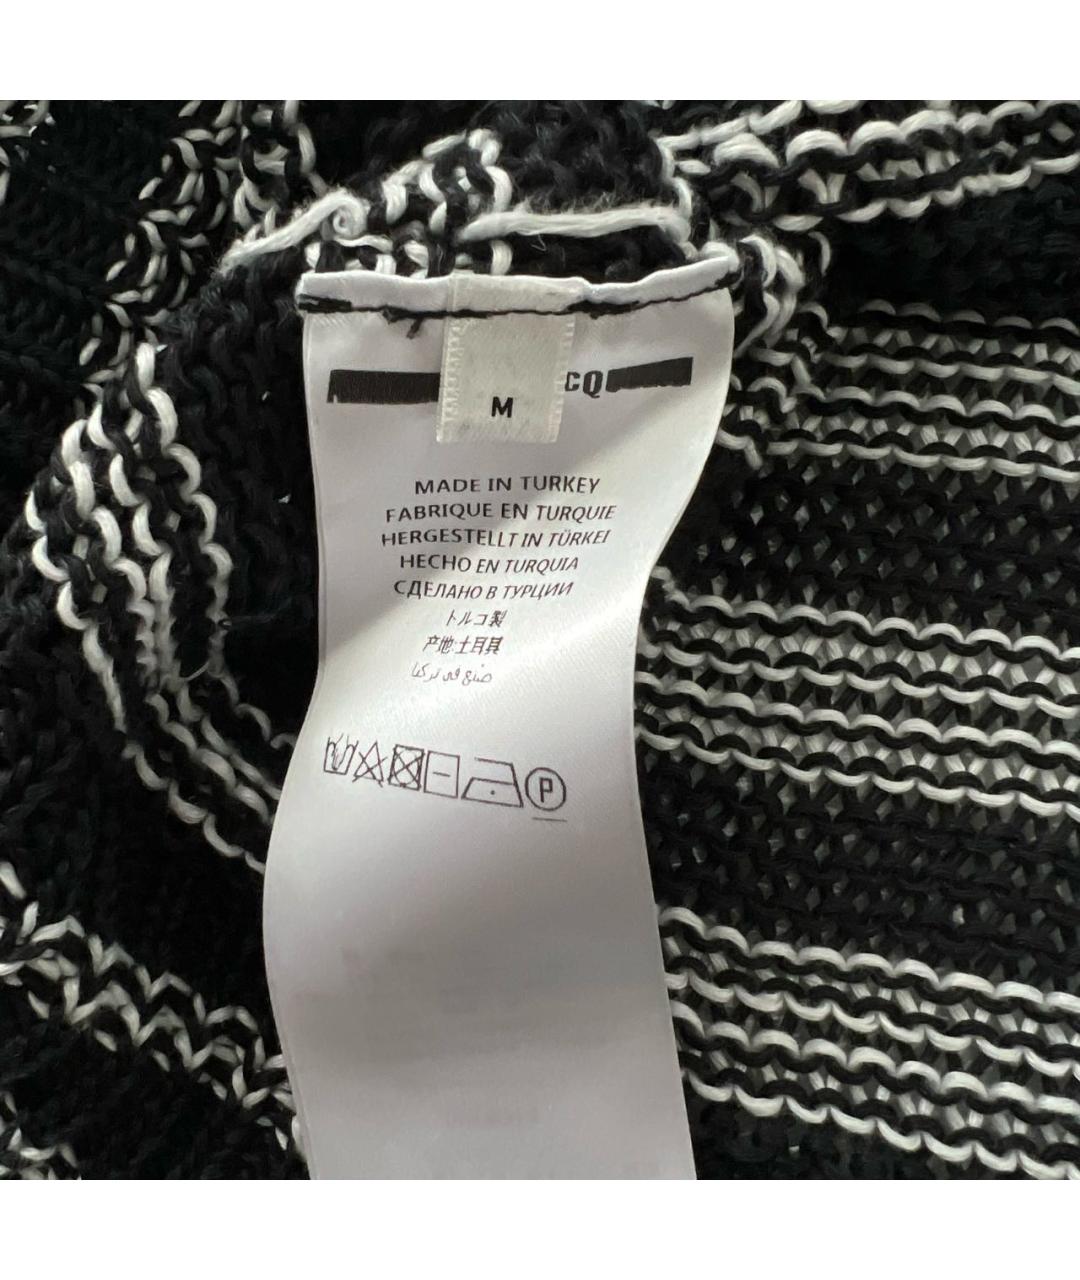 CQ
M
MADE IN TURKEY
FABRIQUE EN TURQUIE
HERGESTELLT IN TÜRKEI
HECHO EN TURQUIA
СДЕЛАНО В ТУРЦИИ
トルコ製
产地:土耳其
صنع في تركيا
P